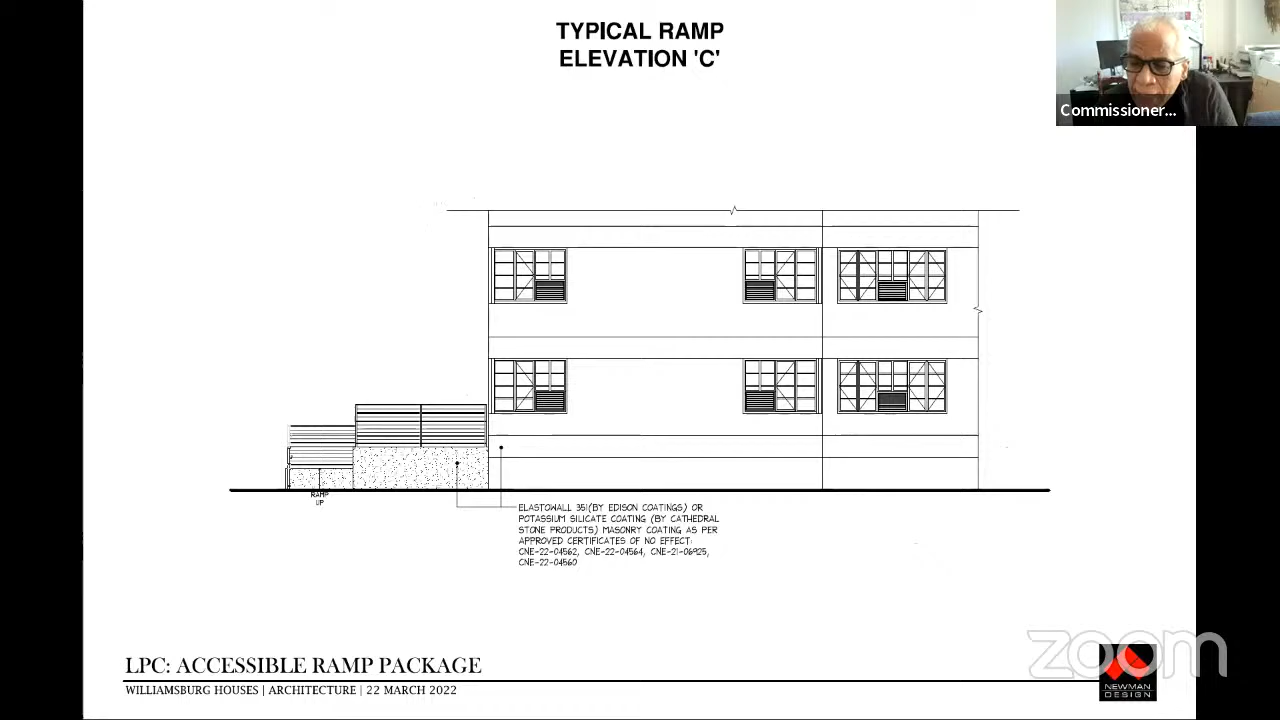 TYPICAL RAMP
ELEVATION 'C'
Commissioner...
RAMP
UP
ELASTOWALL 351(BY EDISON COATINGS) OR
POTASSIUM SILICATE COATING (BY CATHEDRAL
STONE PRODUCTS) MASONRY COATING AS PER
APPROVED CERTIFICATES OF NO EFFECT:
CNE-22-04562, CNE-22-04564, CNE-21-06925,
CNE-22-04560
LPC: ACCESSIBLE RAMP PACKAGE
WILLIAMSBURG HOUSES | ARCHITECTURE | 22 MARCH 2022
zoom
NEWMAN
DESIGN